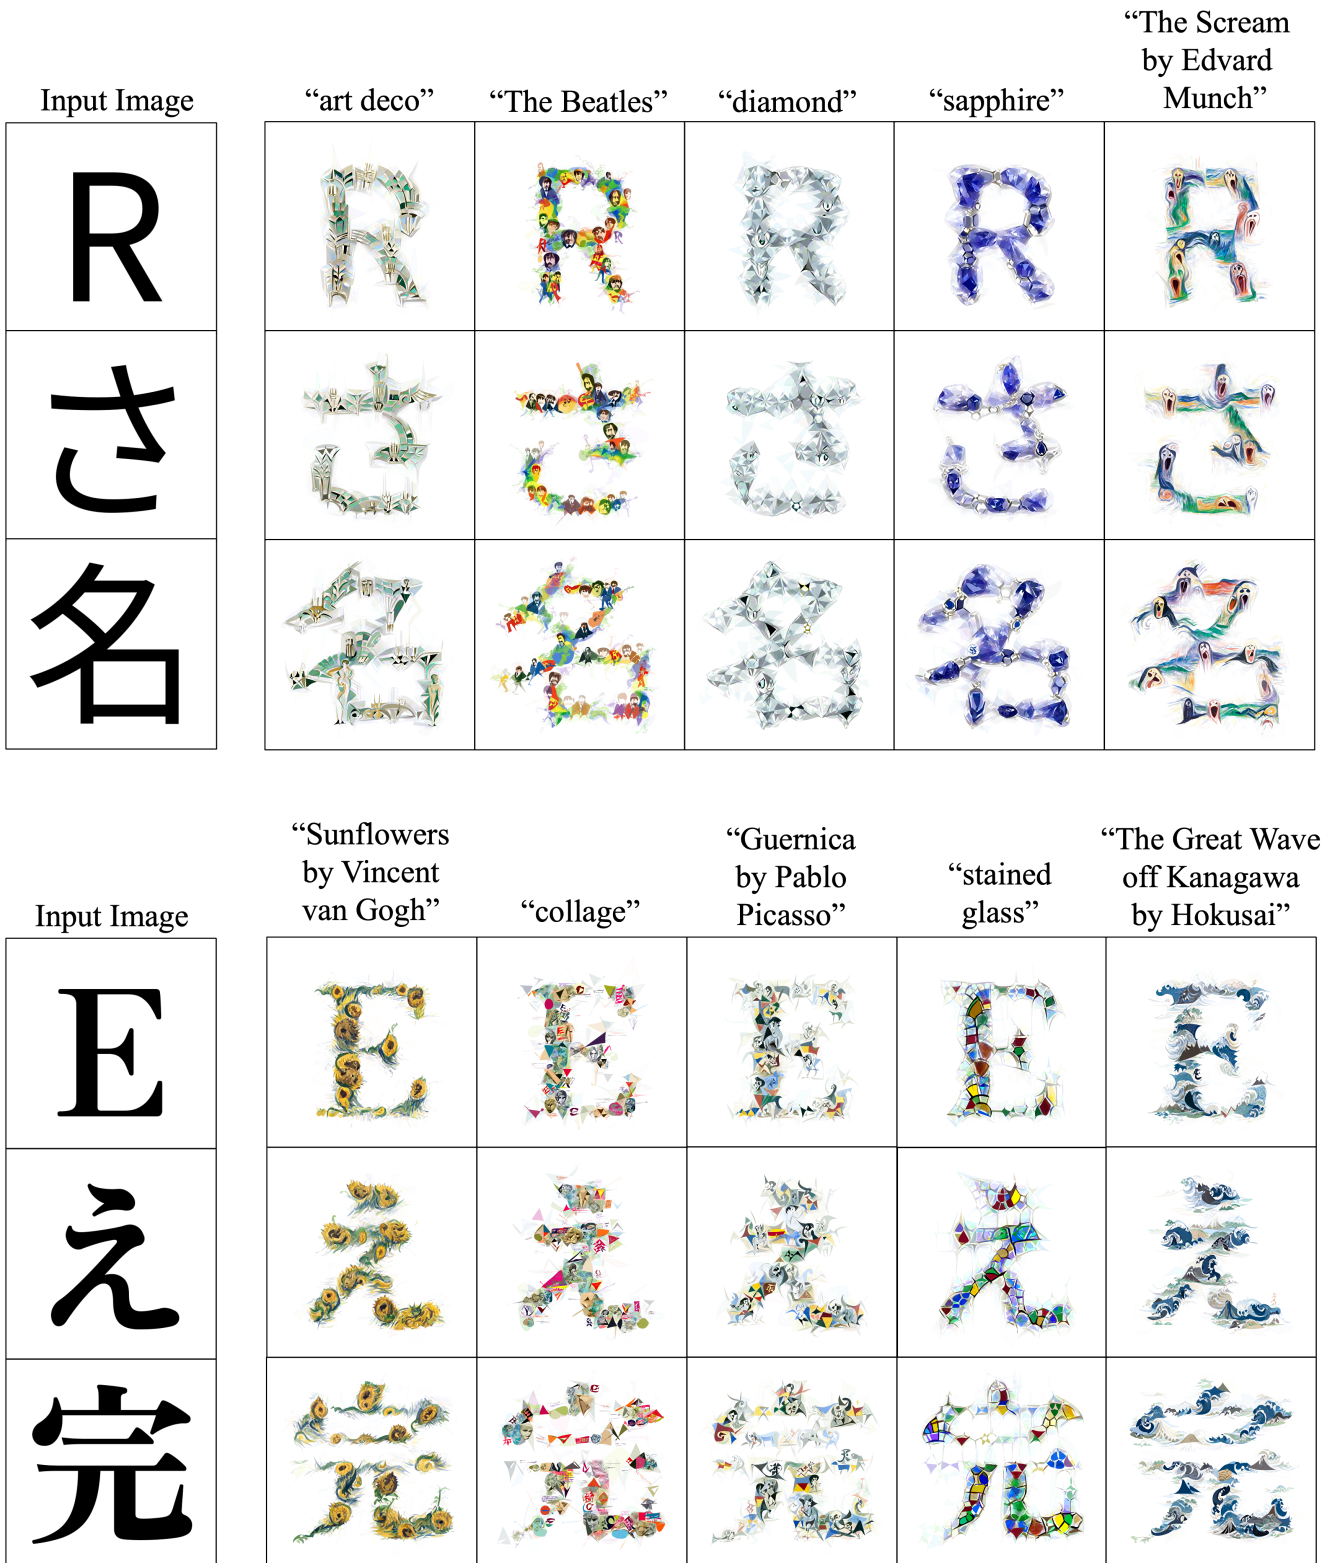 Input Image
“art deco”
“The Beatles”
“diamond”
“sapphire”
“The Scream
by Edvard
Munch”
R
さ
名
Input Image
“Sunflowers
by Vincent
van Gogh”
“collage”
“Guernica
by Pablo
Picasso”
“stained
glass”
“The Great Wave
off Kanagawa
by Hokusai”
E
え
完